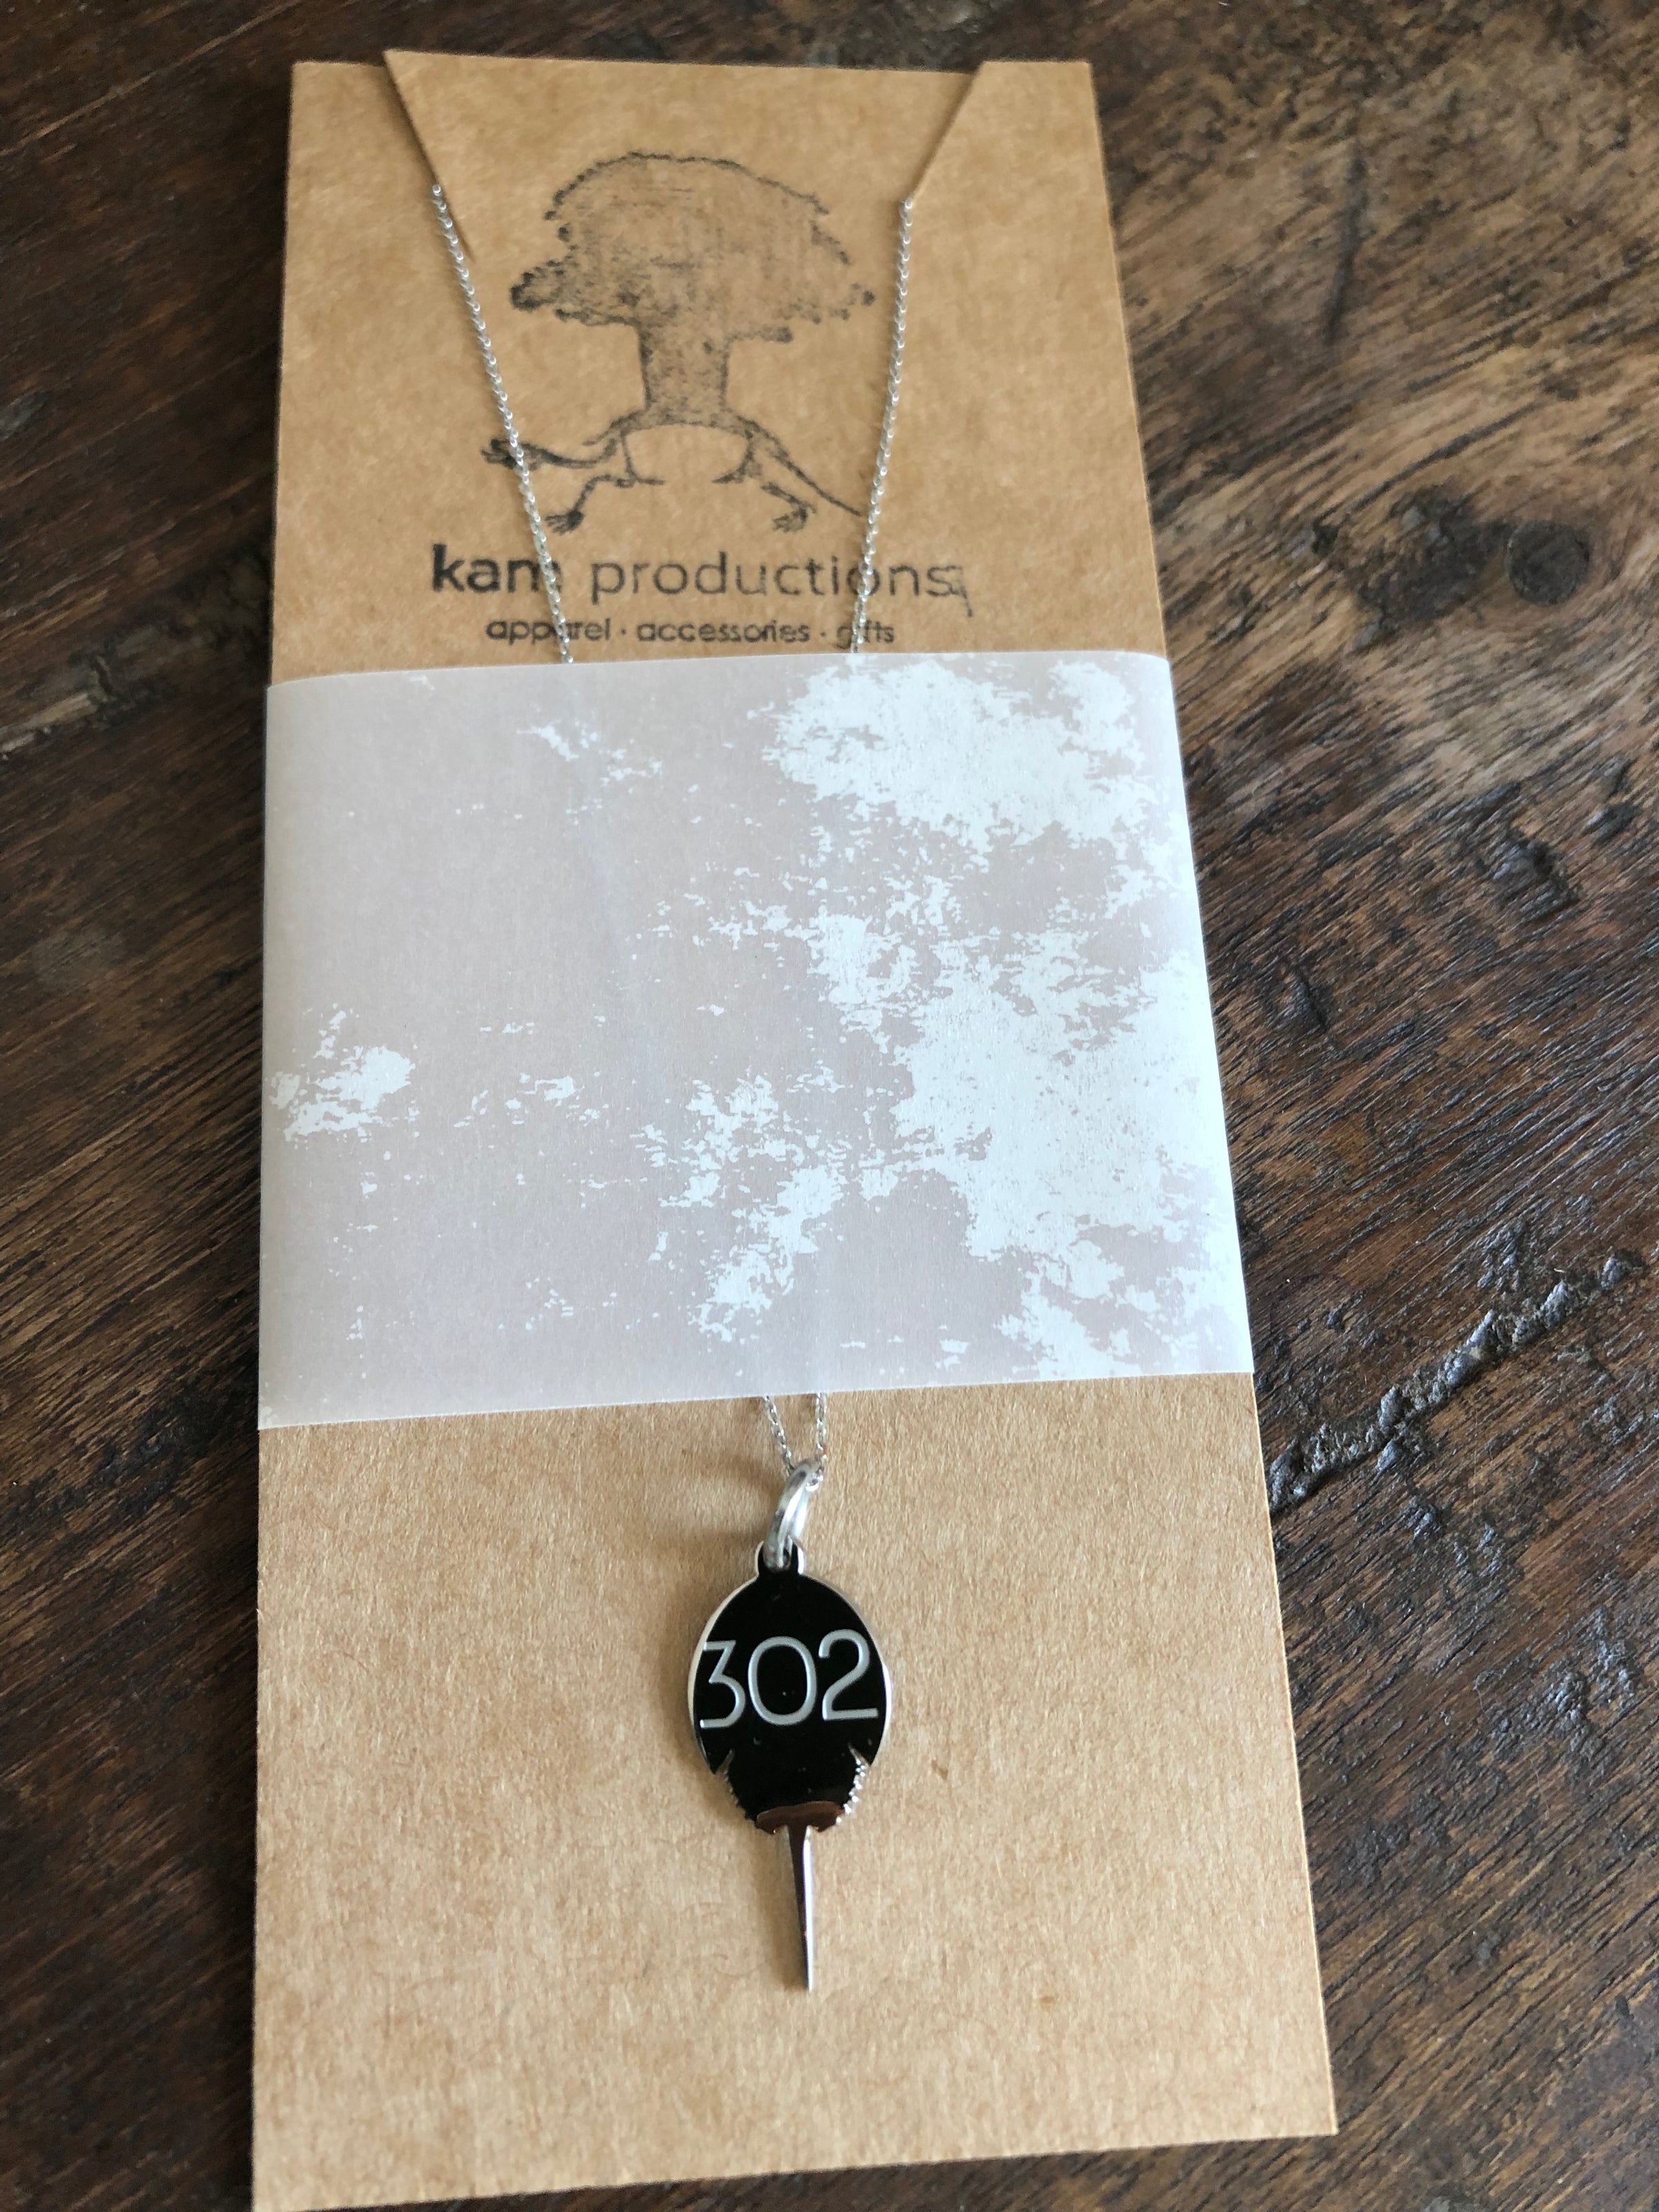 kam productions
apparel · accessories · gifts
302